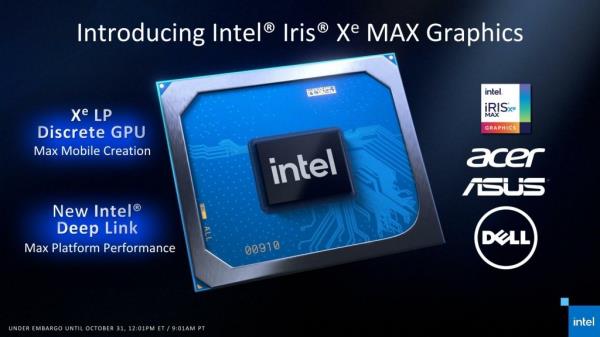 Introducing Intel® Iris® Xe MAX Graphics
Xe LP
Discrete GPU
Max Mobile Creation
New Intel®
Deep Link
Max Platform Performance
intel
ALL
00910
intel
iRIS Xe
MAX
GRAPHICS
acer
ASUS
DELL
UNDER EMBARGO UNTIL OCTOBER 31, 12:01PM ET / 9:01AM PT
intel